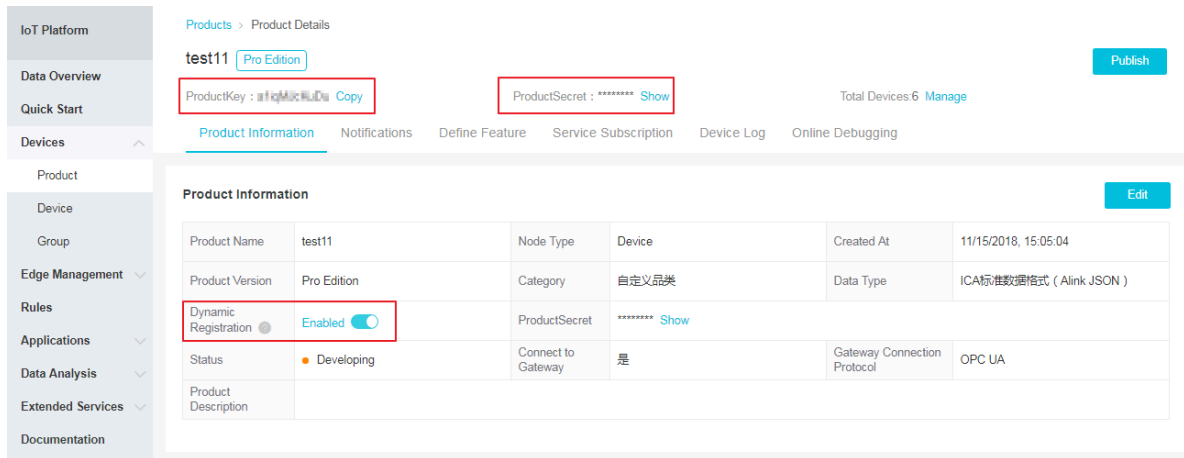 IoT Platform
Data Overview
Quick Start
Devices
Product
Device
Group
Edge Management
Rules
Applications
Data Analysis
Extended Services
Documentation
Products > Product Details
test11 Pro Edition
Publish
ProductKey : Copy
ProductSecret : ******** Show
Total Devices:6 Manage
Product Information Notifications Define Feature Service Subscription Device Log Online Debugging
Product Information
Edit
Product Name test11 Node Type Device Created At 11/15/2018, 15:05:04
Product Version Pro Edition Category 自定义品类 Data Type ICA标准数据格式（Alink JSON）
Dynamic
Registration Enabled ProductSecret ******** Show
Status Developing Connect to
Gateway 是 Gateway Connection
Protocol OPC UA
Product
Description